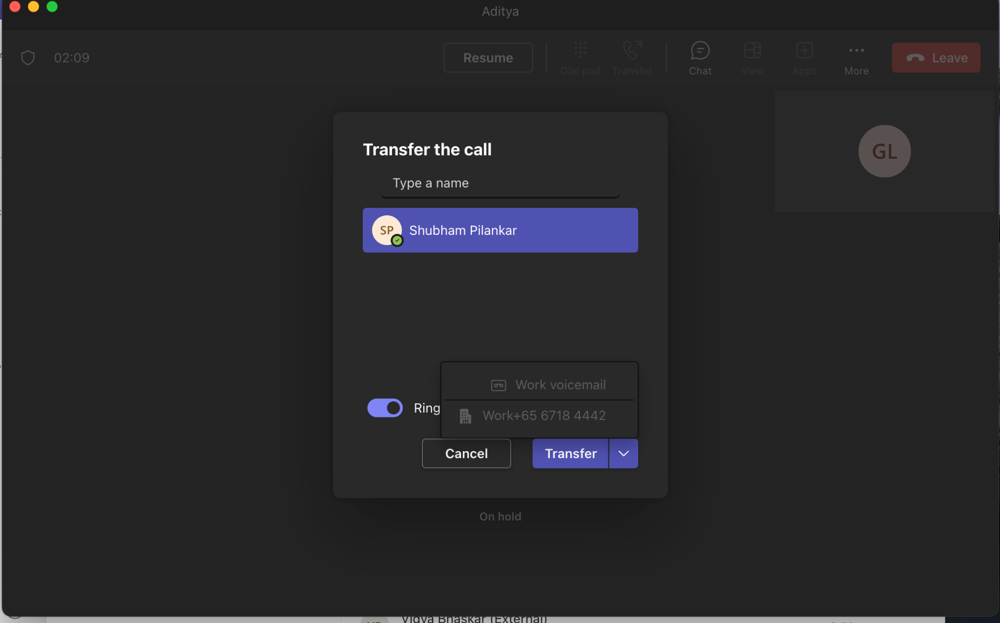 Aditya
02:09
Resume
Dial pad
Transfer
Chat
View
Apps
More
Leave
GL
Transfer the call
Type a name
SP
Shubham Pilankar
Work voicemail
Ring
Work+65 6718 4442
Cancel
Transfer
On hold
Vidya Bhaskar (External)